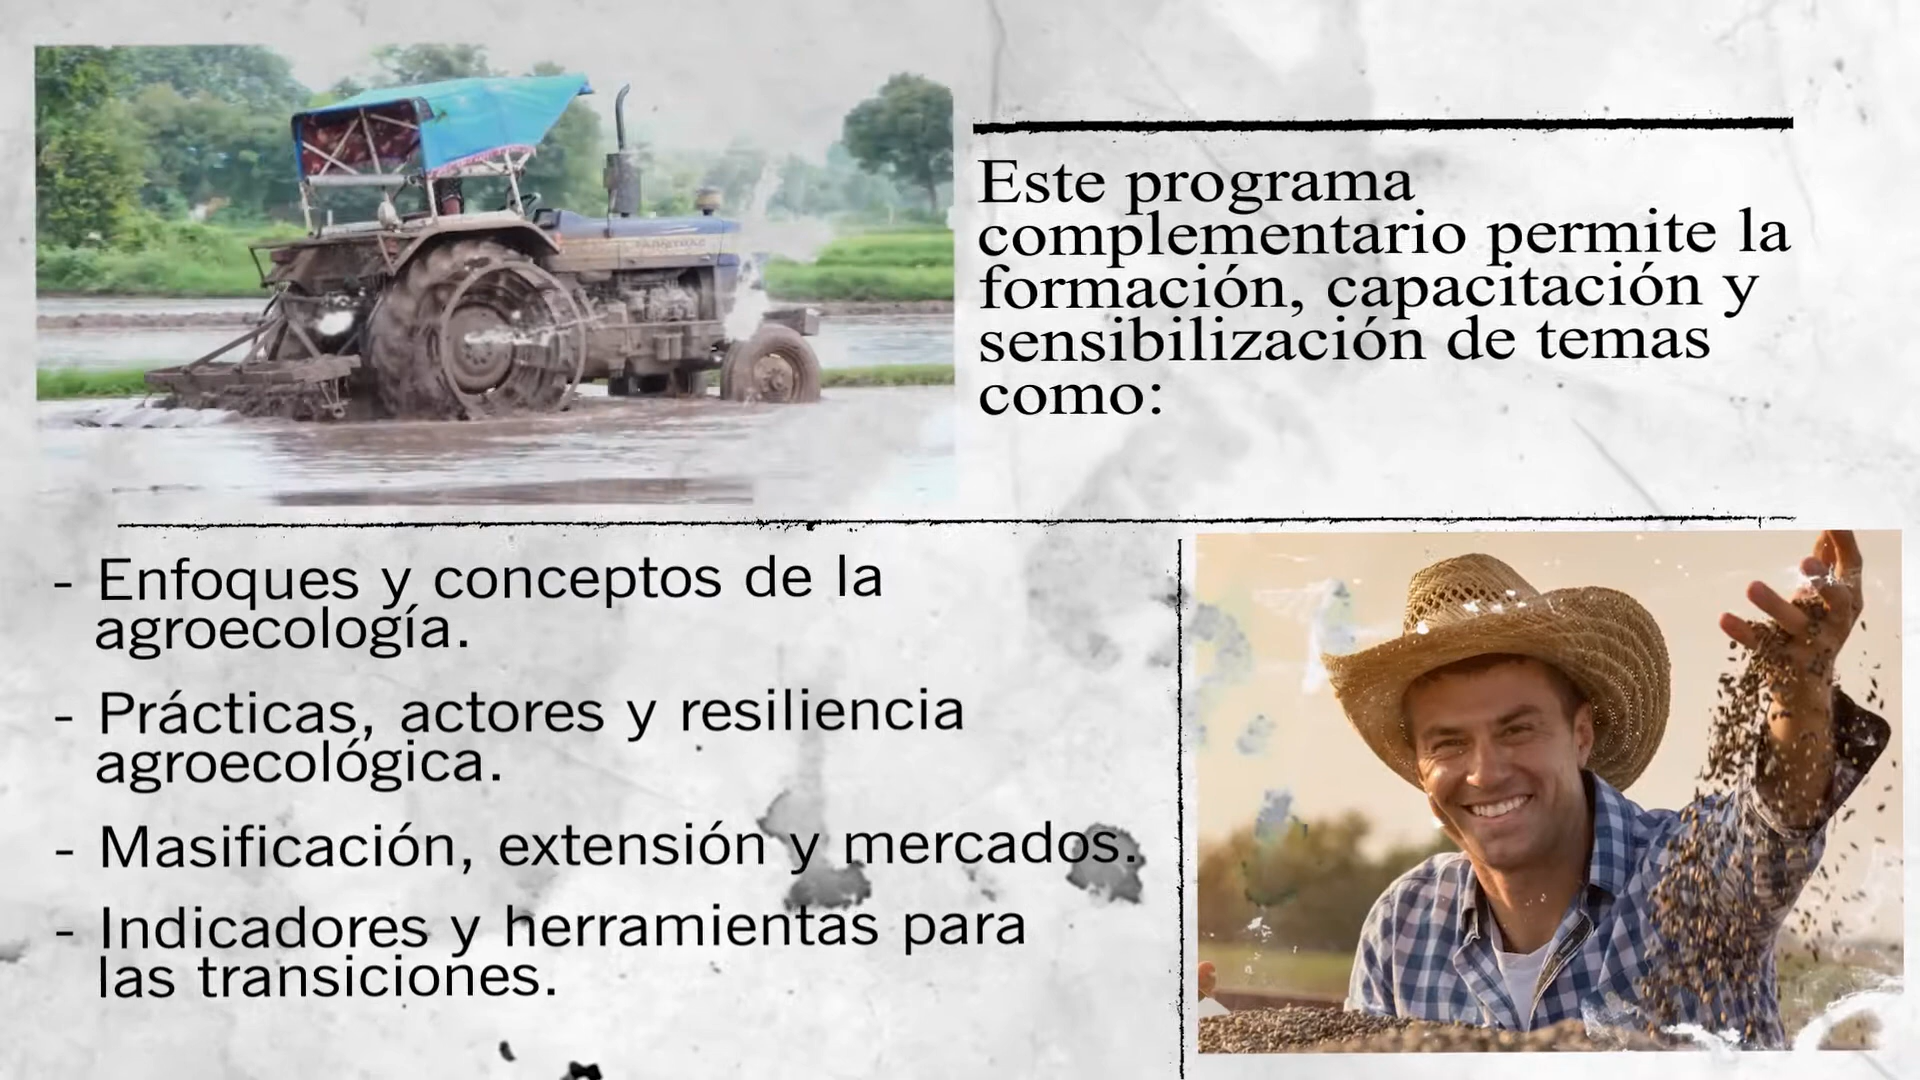 Este programa
complementario permite la
formación, capacitación y
sensibilización de temas
como:
- Enfoques y conceptos de la
agroecología.
- Prácticas, actores y resiliencia
agroecológica.
- Masificación, extensión y mercados.
- Indicadores y herramientas para
las transiciones.